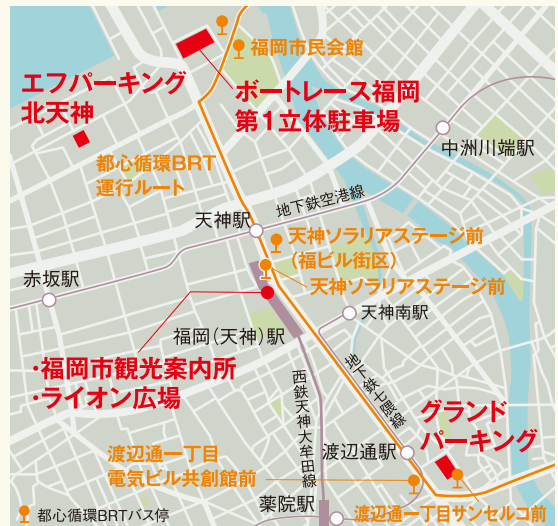 福岡市民会館
エフパーキング
北天神
ボートレース福岡
第1立体駐車場
中洲川端駅
都心循環BRT
運行ルート
地下鉄空港線
天神駅
天神ソラリアステージ前
(福ビル街区)
赤坂駅
天神ソラリアステージ前
天神南駅
福岡(天神)駅
・福岡市観光案内所
・ライオン広場
地下鉄七隈線
西鉄天神大牟田線
グランド
パーキング
渡辺通一丁目
電気ビル共創館前
渡辺通駅
薬院駅
渡辺通一丁目サンセルコ前
都心循環BRTバス停